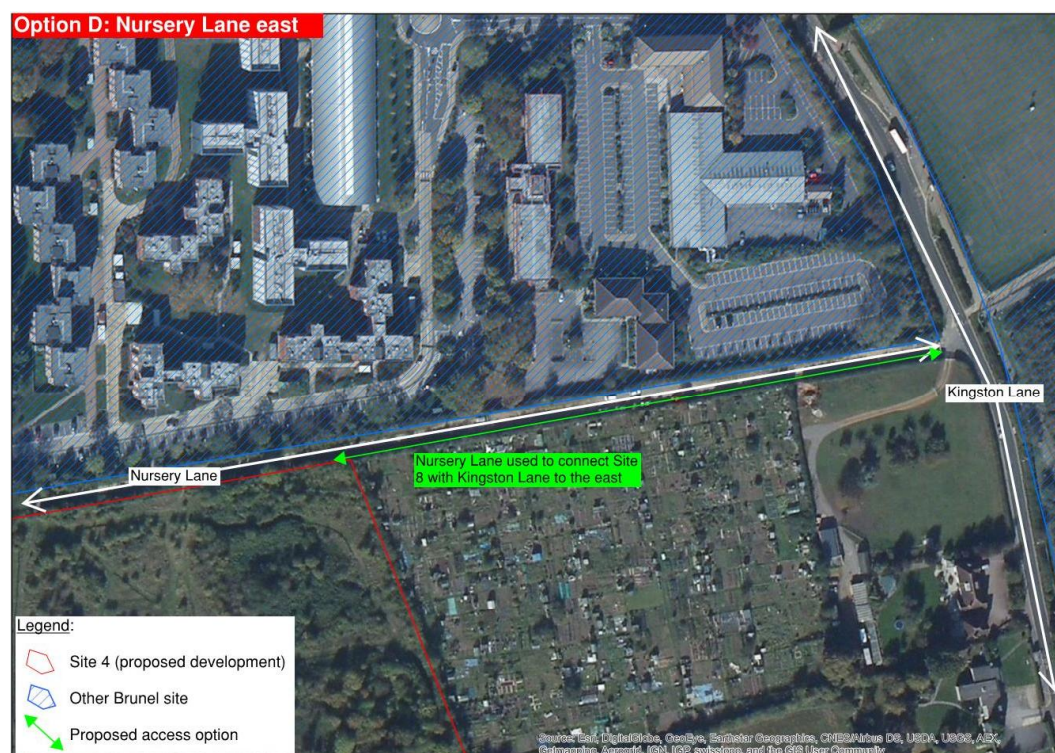 Option D: Nursery Lane east
Kingston Lane
Nursery Lane
Nursery Lane used to connect Site
8 with Kingston Lane to the east
Legend:
Site 4 (proposed development)
Other Brunel site
Proposed access option
Source: Esri, DigitalGlobe, GeoEye, Earthstar Geographics, CNES/Airbus DS, USDA, USGS, AEX,
Getmapping, Aerogrid, IGN, IGP, swisstopo, and the GIS User Community